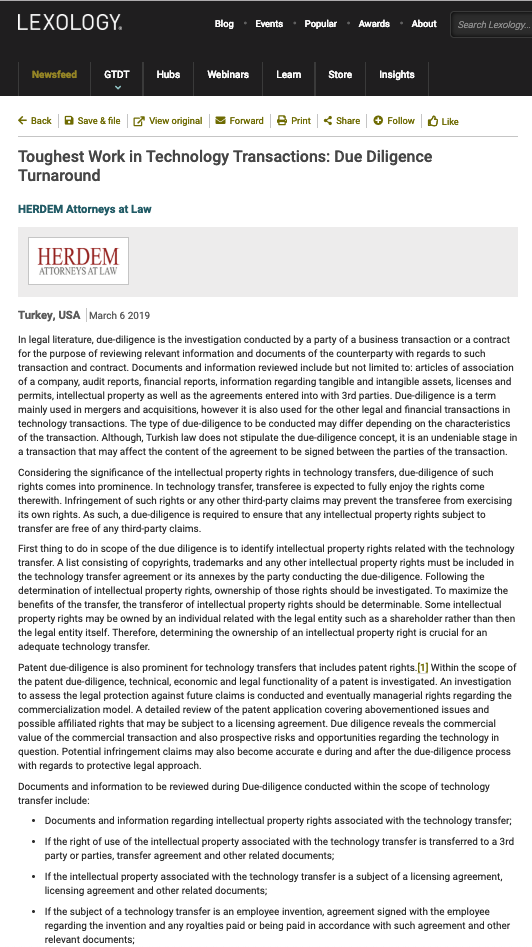 LEXOLOGY.
Blog Events Popular Awards About Search Lexology...
Newsfeed GTDT Hubs Webinars Learn Store Insights
Back Save & file View original Forward Print Share Follow Like
Toughest Work in Technology Transactions: Due Diligence
Turnaround
HERDEM Attorneys at Law
HERDEM
ATTORNEYS AT LAW
Turkey, USA March 6 2019
In legal literature, due-diligence is the investigation conducted by a party of a business transaction or a contract
for the purpose of reviewing relevant information and documents of the counterparty with regards to such
transaction and contract. Documents and information reviewed include but not limited to: articles of association
of a company, audit reports, financial reports, information regarding tangible and intangible assets, licenses and
permits, intellectual property as well as the agreements entered into with 3rd parties. Due-diligence is a term
mainly used in mergers and acquisitions, however it is also used for the other legal and financial transactions in
technology transactions. The type of due-diligence to be conducted may differ depending on the characteristics
of the transaction. Although, Turkish law does not stipulate the due-diligence concept, it is an undeniable stage in
a transaction that may affect the content of the agreement to be signed between the parties of the transaction.
Considering the significance of the intellectual property rights in technology transfers, due-diligence of such
rights comes into prominence. In technology transfer, transferee is expected to fully enjoy the rights come
therewith. Infringement of such rights or any other third-party claims may prevent the transferee from exercising
its own rights. As such, a due-diligence is required to ensure that any intellectual property rights subject to
transfer are free of any third-party claims.
First thing to do in scope of the due diligence is to identify intellectual property rights related with the technology
transfer. A list consisting of copyrights, trademarks and any other intellectual property rights must be included in
the technology transfer agreement or its annexes by the party conducting the due-diligence. Following the
determination of intellectual property rights, ownership of those rights should be investigated. To maximize the
benefits of the transfer, the transferor of intellectual property rights should be determinable. Some intellectual
property rights may be owned by an individual related with the legal entity such as a shareholder rather than then
the legal entity itself. Therefore, determining the ownership of an intellectual property right is crucial for an
adequate technology transfer.
Patent due-diligence is also prominent for technology transfers that includes patent rights.[1] Within the scope of
the patent due-diligence, technical, economic and legal functionality of a patent is investigated. An investigation
to assess the legal protection against future claims is conducted and eventually managerial rights regarding the
commercialization model. A detailed review of the patent application covering abovementioned issues and
possible affiliated rights that may be subject to a licensing agreement. Due diligence reveals the commercial
value of the commercial transaction and also prospective risks and opportunities regarding the technology in
question. Potential infringement claims may also become accurate e during and after the due-diligence process
with regards to protective legal approach.
Documents and information to be reviewed during Due-diligence conducted within the scope of technology
transfer include:
• Documents and information regarding intellectual property rights associated with the technology transfer;
• If the right of use of the intellectual property associated with the technology transfer is transferred to a 3rd
party or parties, transfer agreement and other related documents;
• If the intellectual property associated with the technology transfer is a subject of a licensing agreement,
licensing agreement and other related documents;
• If the subject of a technology transfer is an employee invention, agreement signed with the employee
regarding the invention and any royalties paid or being paid in accordance with such agreement and other
relevant documents;